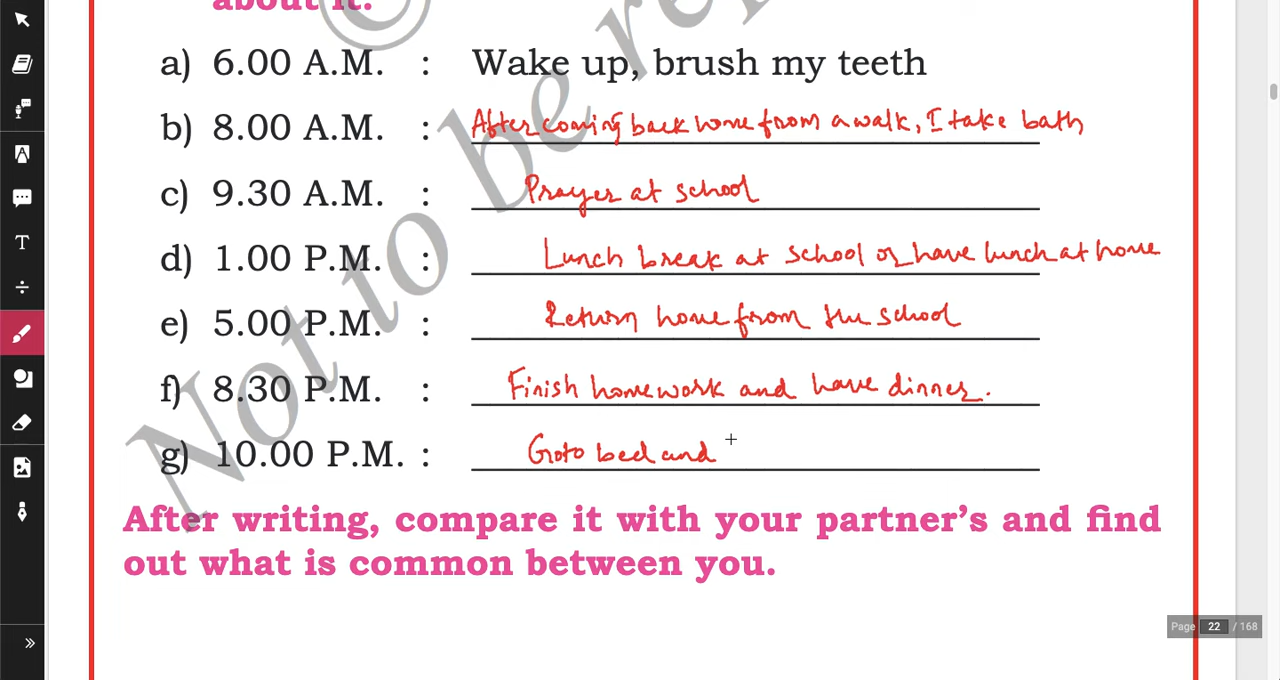 about it.
a) 6.00 A.M. : Wake up, brush my teeth
b) 8.00 A.M. : After coming back home from a walk, I take bath
c) 9.30 A.M. : Prayer at school
d) 1.00 P.M. : Lunch break at school or have lunch at home
e) 5.00 P.M. : Return home from the school
f) 8.30 P.M. : Finish homework and have dinner.
g) 10.00 P.M. : Go to bed and
After writing, compare it with your partner's and find
out what is common between you.
Not to be rep
Page 22 / 168